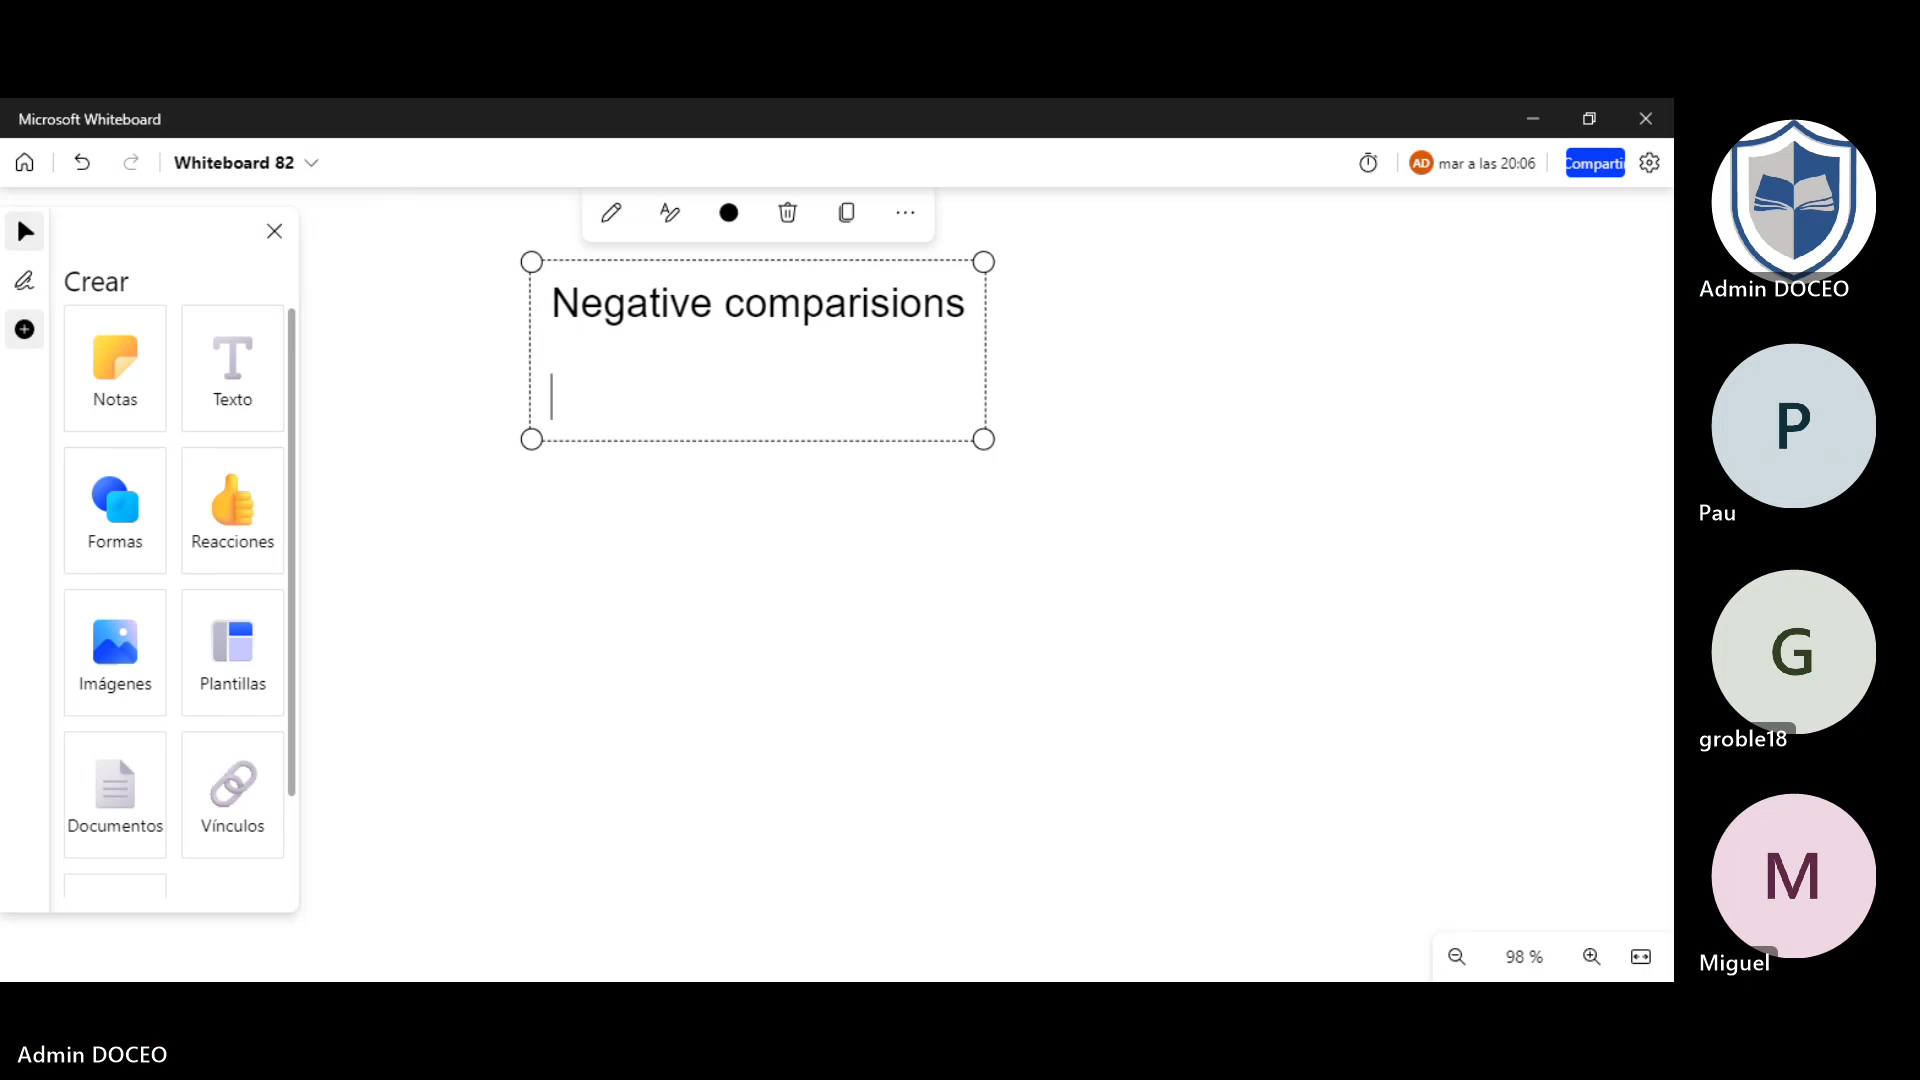 Microsoft Whiteboard
Whiteboard 82
AD mar a las 20:06
Comparti
Crear
Negative comparisions
Notas
Texto
Formas
Reacciones
Imágenes
Plantillas
Documentos
Vínculos
98 %
Admin DOCEO
P
Pau
G
groble18
M
Miguel
Admin DOCEO